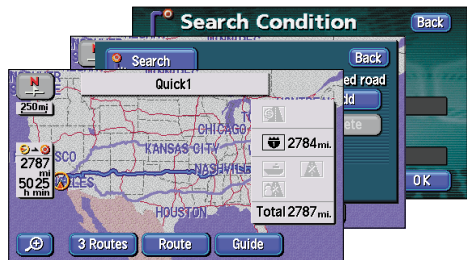 Search Condition
Back
Search
Back
ed road
dd
ete
OK
Quick1
N
250mi
CHICAGO
KANSAS CITY
NASHVILLE
SCO
LES
HOUSTON
2787
mi
50 25
h min
2784 mi.
Total 2787 mi.
3 Routes
Route
Guide